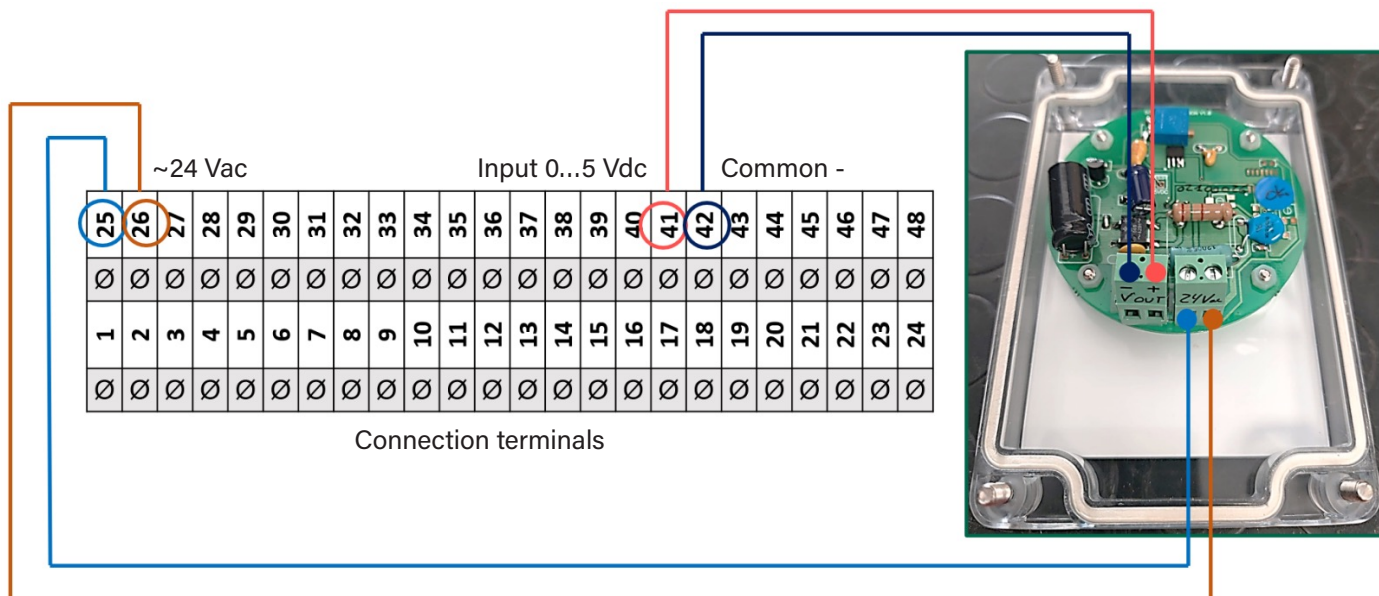 ~24 Vac
Input 0...5 Vdc
Common -
25 26 27 28 29 30 31 32 33 34 35 36 37 38 39 40 41 42 43 44 45 46 47 48
Ø Ø Ø Ø Ø Ø Ø Ø Ø Ø Ø Ø Ø Ø Ø Ø Ø Ø Ø Ø Ø Ø Ø Ø
1 2 3 4 5 6 7 8 9 10 11 12 13 14 15 16 17 18 19 20 21 22 23 24
Ø Ø Ø Ø Ø Ø Ø Ø Ø Ø Ø Ø Ø Ø Ø Ø Ø Ø Ø Ø Ø Ø Ø Ø
Connection terminals
- +
VOUT
24Vac